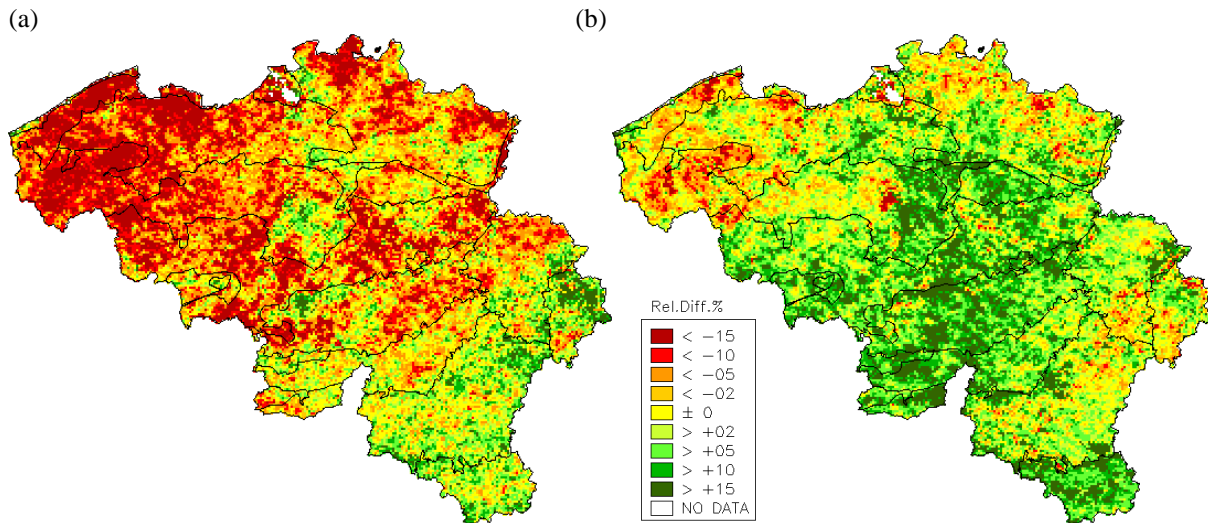 (a)
(b)
Rel.Diff.%
< -15
< -10
< -05
< -02
± 0
> +02
> +05
> +10
> +15
NO DATA